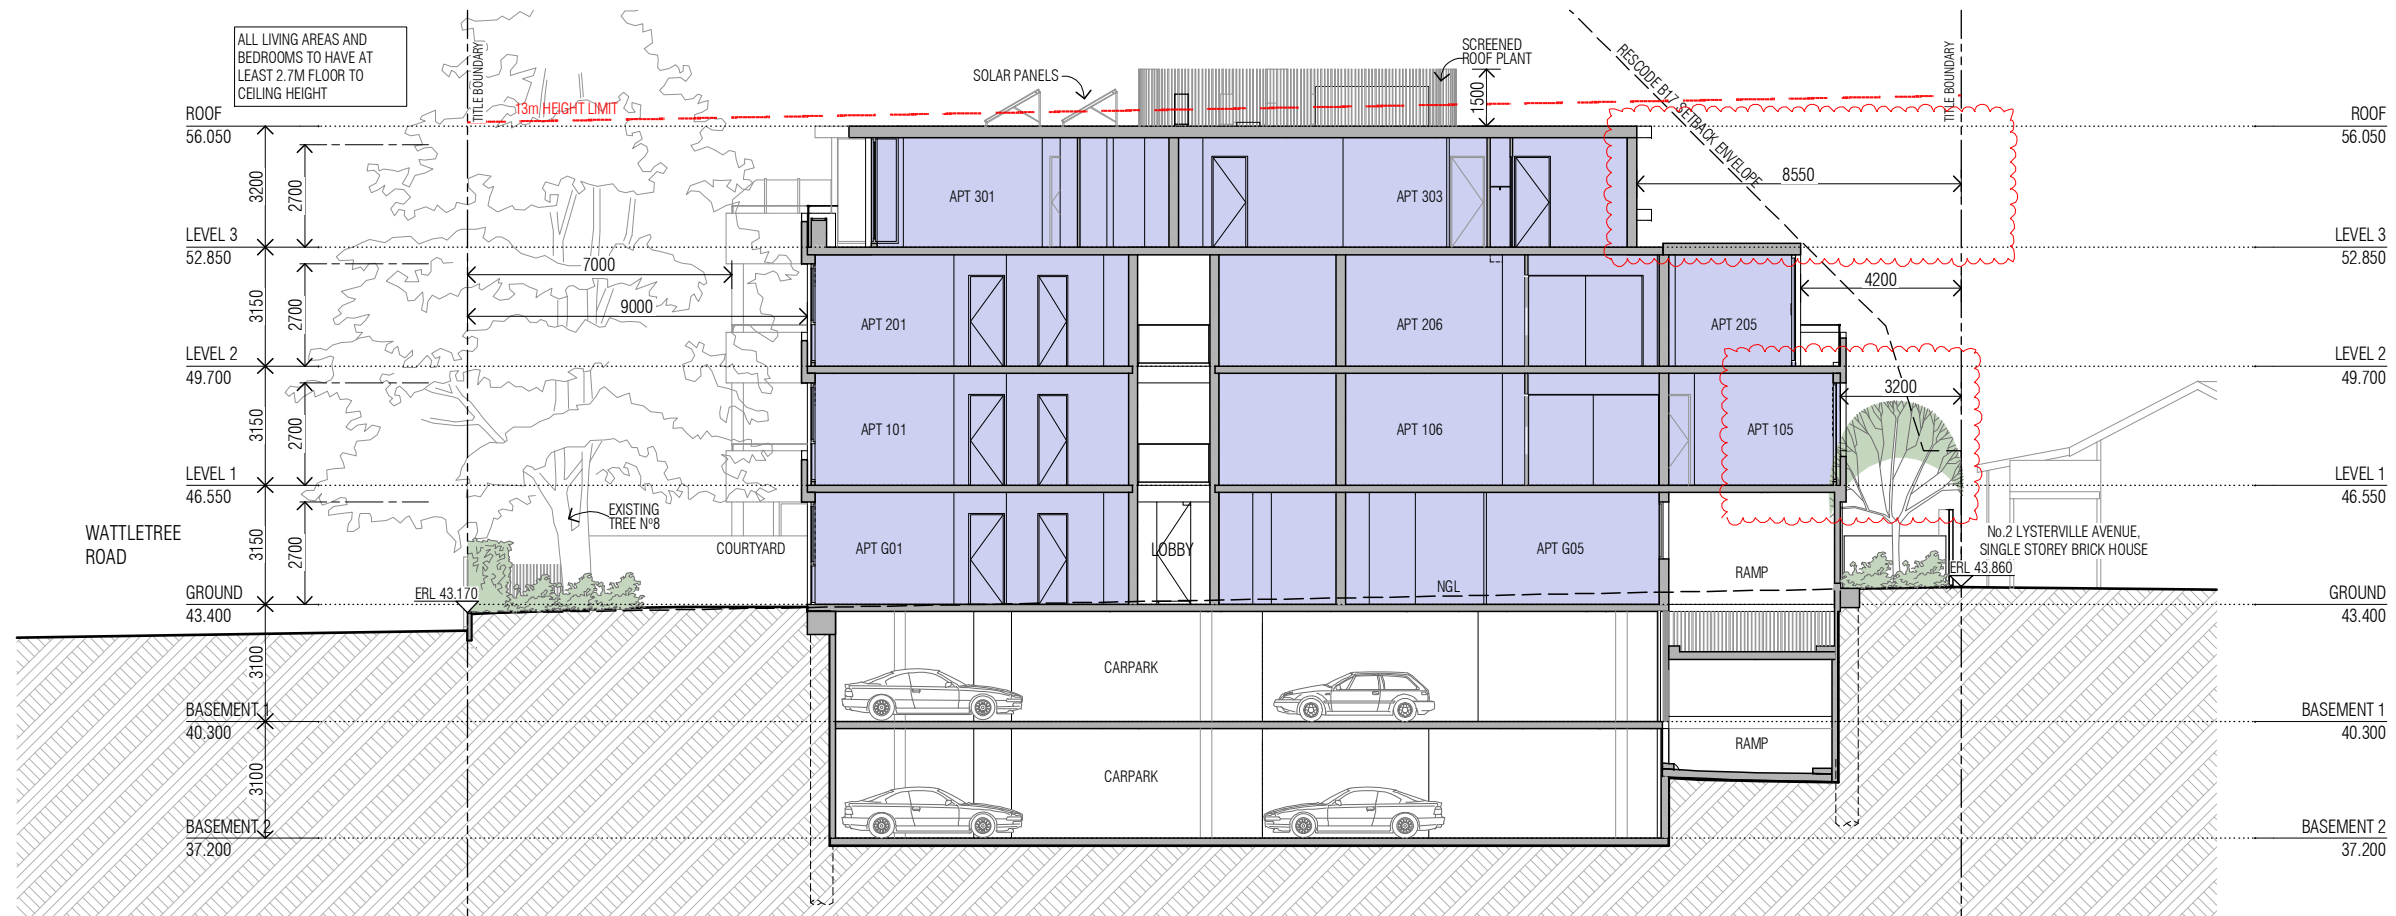 ALL LIVING AREAS AND
BEDROOMS TO HAVE AT
LEAST 2.7M FLOOR TO
CEILING HEIGHT
TITLE BOUNDARY
13m HEIGHT LIMIT
SOLAR PANELS
SCREENED
ROOF PLANT
1500
RESCODE B17 SETBACK ENVELOPE
TITLE BOUNDARY
ROOF
56.050
ROOF
56.050
3200
2700
APT 301
APT 303
8550
LEVEL 3
52.850
LEVEL 3
52.850
7000
9000
4200
3150
2700
APT 201
APT 206
APT 205
LEVEL 2
49.700
LEVEL 2
49.700
3200
3150
2700
APT 101
APT 106
APT 105
LEVEL 1
46.550
LEVEL 1
46.550
WATTLETREE
ROAD
EXISTING
TREE Nº8
3150
2700
COURTYARD
APT G01
LOBBY
APT G05
RAMP
No.2 LYSTERVILLE AVENUE,
SINGLE STOREY BRICK HOUSE
ERL 43.170
NGL
ERL 43.860
GROUND
43.400
GROUND
43.400
3100
CARPARK
BASEMENT 1
40.300
BASEMENT 1
40.300
RAMP
3100
CARPARK
BASEMENT 2
37.200
BASEMENT 2
37.200